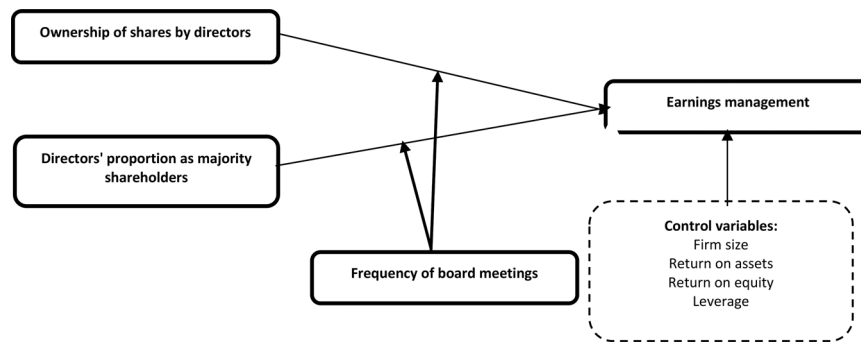 Ownership of shares by directors
Earnings management
Directors' proportion as majority
shareholders
Frequency of board meetings
Control variables:
Firm size
Return on assets
Return on equity
Leverage